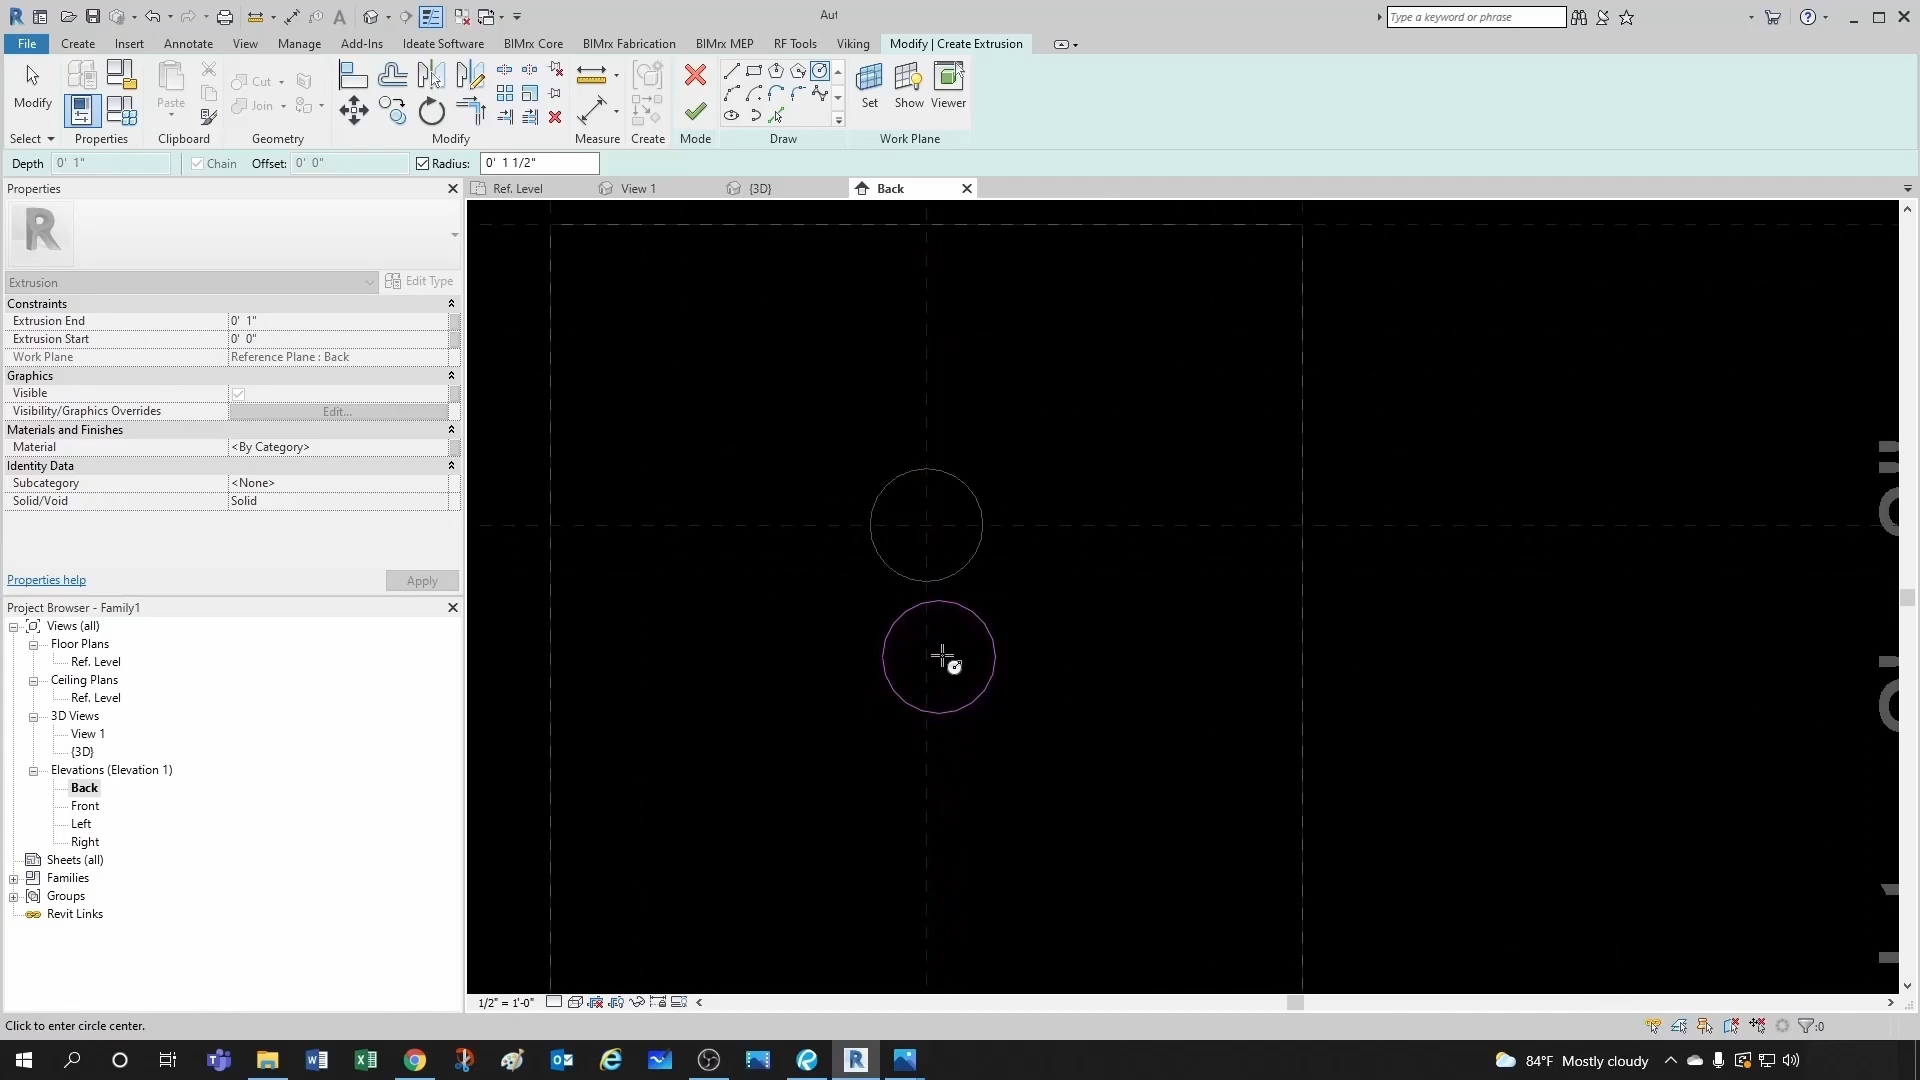 Aut
Type a keyword or phrase
File Create Insert Annotate View Manage Add-Ins Ideate Software BIMrx Core BIMrx Fabrication BIMrx MEP RF Tools Viking Modify | Create Extrusion
Modify Paste Cut Join Set Show Viewer
Select Properties Clipboard Geometry Modify Measure Create Mode Draw Work Plane
Depth 0' 1" Chain Offset: 0' 0" Radius: 0' 1 1/2"
Properties
Ref. Level View 1 {3D} Back
R
Extrusion Edit Type
Constraints
Extrusion End 0' 1"
Extrusion Start 0' 0"
Work Plane Reference Plane : Back
Graphics
Visible
Visibility/Graphics Overrides Edit...
Materials and Finishes
Material <By Category>
Identity Data
Subcategory <None>
Solid/Void Solid
Properties help Apply
Project Browser - Family1
Views (all)
Floor Plans
Ref. Level
Ceiling Plans
Ref. Level
3D Views
View 1
{3D}
Elevations (Elevation 1)
Back
Front
Left
Right
Sheets (all)
Families
Groups
Revit Links
1/2" = 1'-0"
Click to enter circle center.
:0
84°F Mostly cloudy